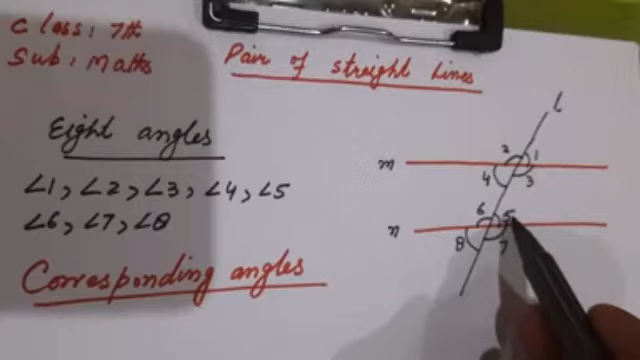 Class: 7th
Sub: Maths
Pair of straight Lines
Eight angles
∠1, ∠2, ∠3, ∠4, ∠5
∠6, ∠7, ∠8
Corresponding angles
l
m
2 1
4 3
n
6 5
8 7